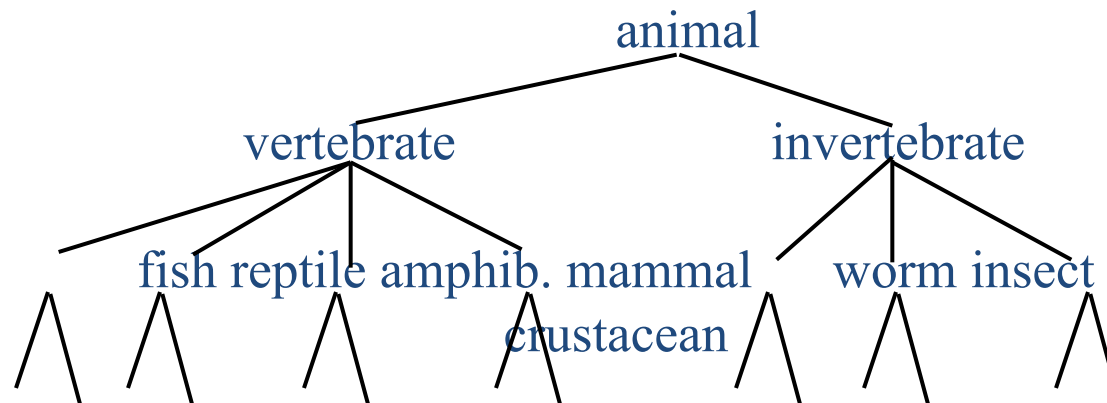 animal
vertebrate invertebrate
fish reptile amphib. mammal worm insect
crustacean